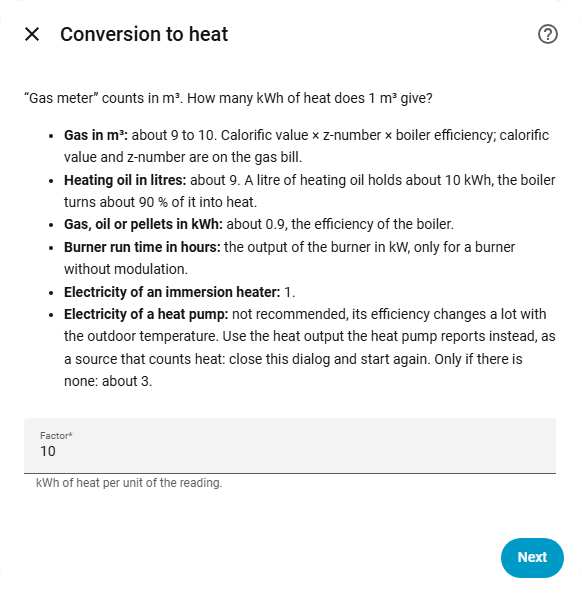 Conversion to heat
“Gas meter” counts in m³. How many kWh of heat does 1 m³ give?
• Gas in m³: about 9 to 10. Calorific value × z-number × boiler efficiency; calorific
value and z-number are on the gas bill.
• Heating oil in litres: about 9. A litre of heating oil holds about 10 kWh, the boiler
turns about 90 % of it into heat.
• Gas, oil or pellets in kWh: about 0.9, the efficiency of the boiler.
• Burner run time in hours: the output of the burner in kW, only for a burner
without modulation.
• Electricity of an immersion heater: 1.
• Electricity of a heat pump: not recommended, its efficiency changes a lot with
the outdoor temperature. Use the heat output the heat pump reports instead, as
a source that counts heat: close this dialog and start again. Only if there is
none: about 3.
Factor*
10
kWh of heat per unit of the reading.
Next